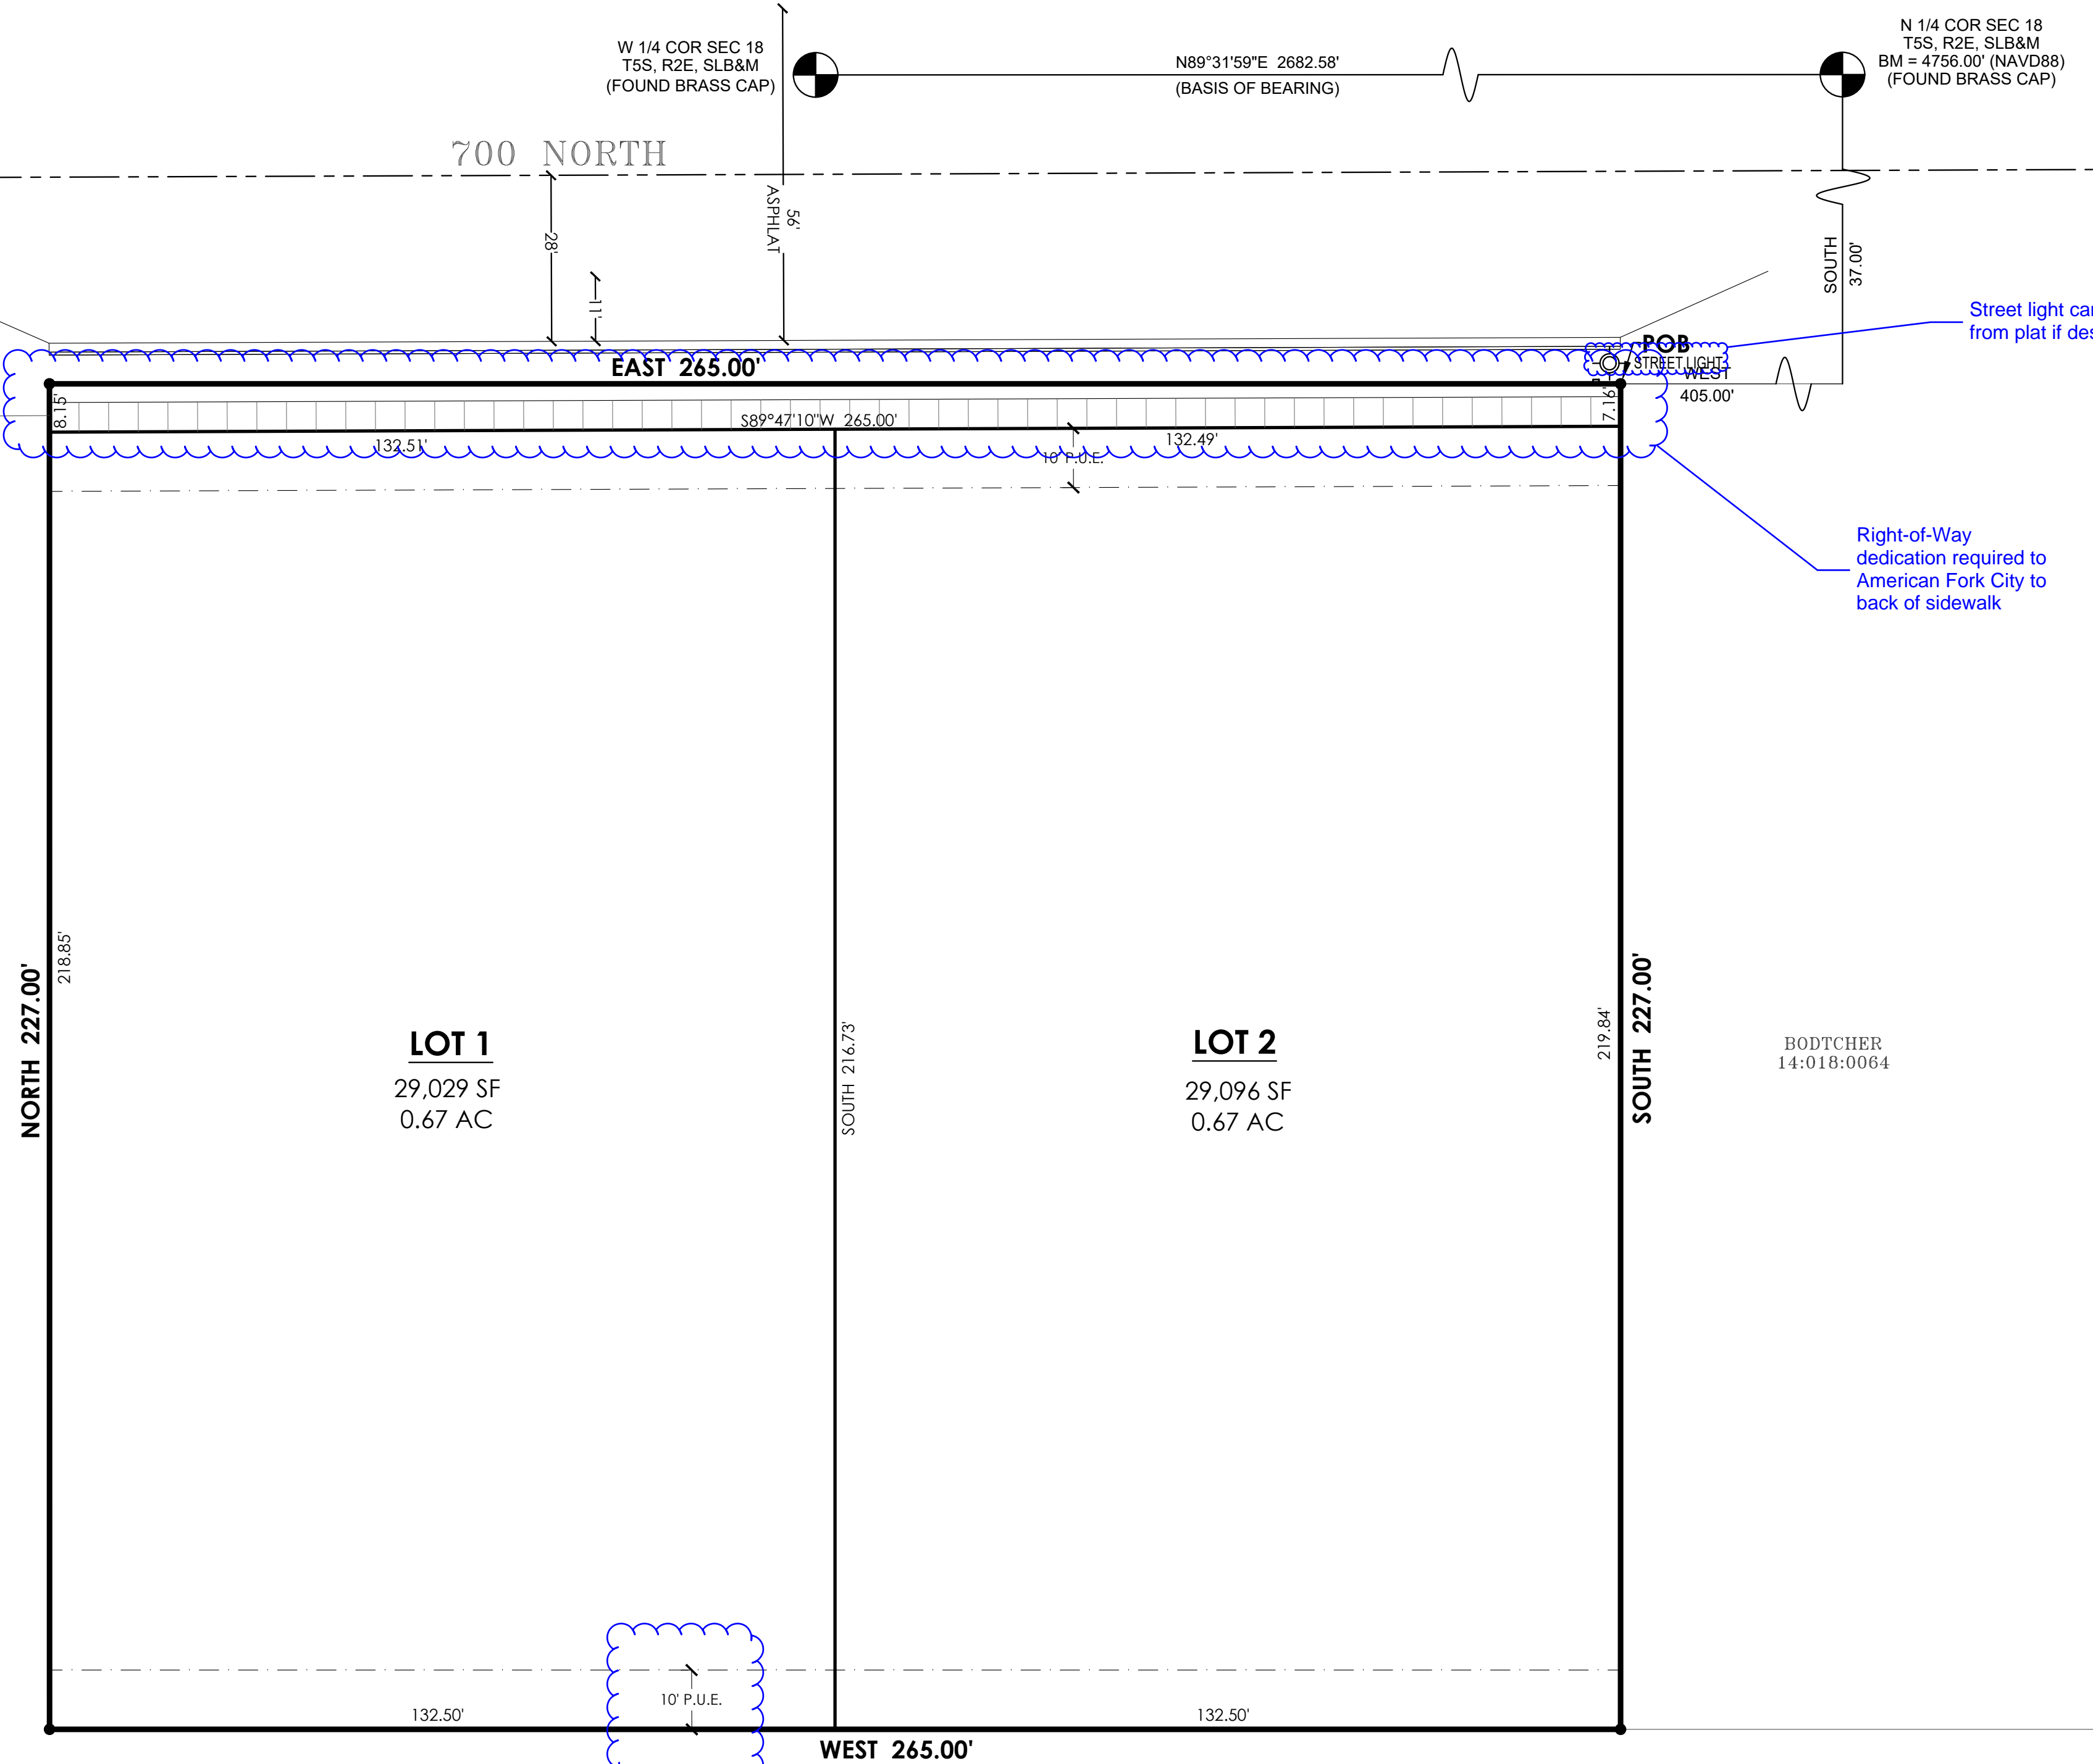 W 1/4 COR SEC 18
T5S, R2E, SLB&M
(FOUND BRASS CAP)
N89°31'59"E 2682.58'
(BASIS OF BEARING)
N 1/4 COR SEC 18
T5S, R2E, SLB&M
BM = 4756.00' (NAVD88)
(FOUND BRASS CAP)
700 NORTH
28'
11'
56'
ASPHLAT
SOUTH
37.00'
Street light
from plat if
POB
STREET LIGHT
WEST
405.00'
EAST 265.00'
8.15'
7.16'
S89°47'10"W 265.00'
132.51'
132.49'
10' P.U.E.
Right-of-Way
dedication required to
American Fork City to
back of sidewalk
NORTH 227.00'
218.85'
LOT 1
29,029 SF
0.67 AC
SOUTH 216.73'
LOT 2
29,096 SF
0.67 AC
219.84'
SOUTH 227.00'
BODTCHER
14:018:0064
10' P.U.E.
132.50'
132.50'
WEST 265.00'